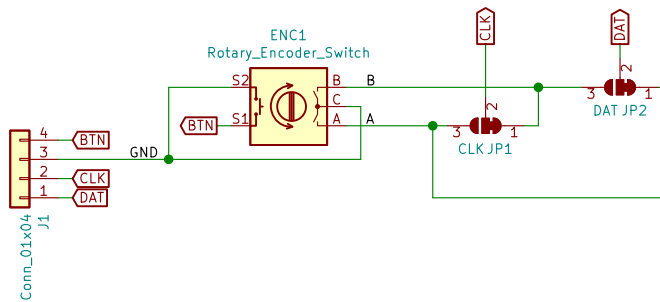 CLK
DAT
ENC1
Rotary_Encoder_Switch
S2
B
B
2
3
1
DAT JP2
C
2
BTN
S1
A
A
3
1
CLK JP1
4
BTN
3
GND
2
CLK
1
DAT
J1
Conn_01x04